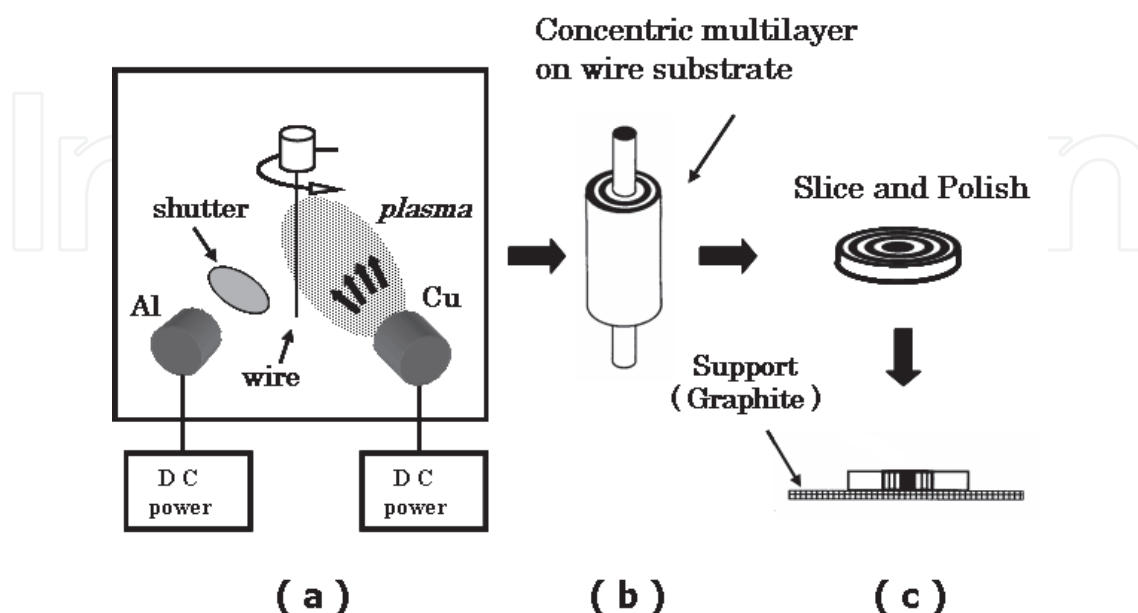 Concentric multilayer
on wire substrate
shutter
plasma
Al
Cu
wire
D C
power
D C
power
Slice and Polish
Support
( Graphite )
( a )
( b )
( c )